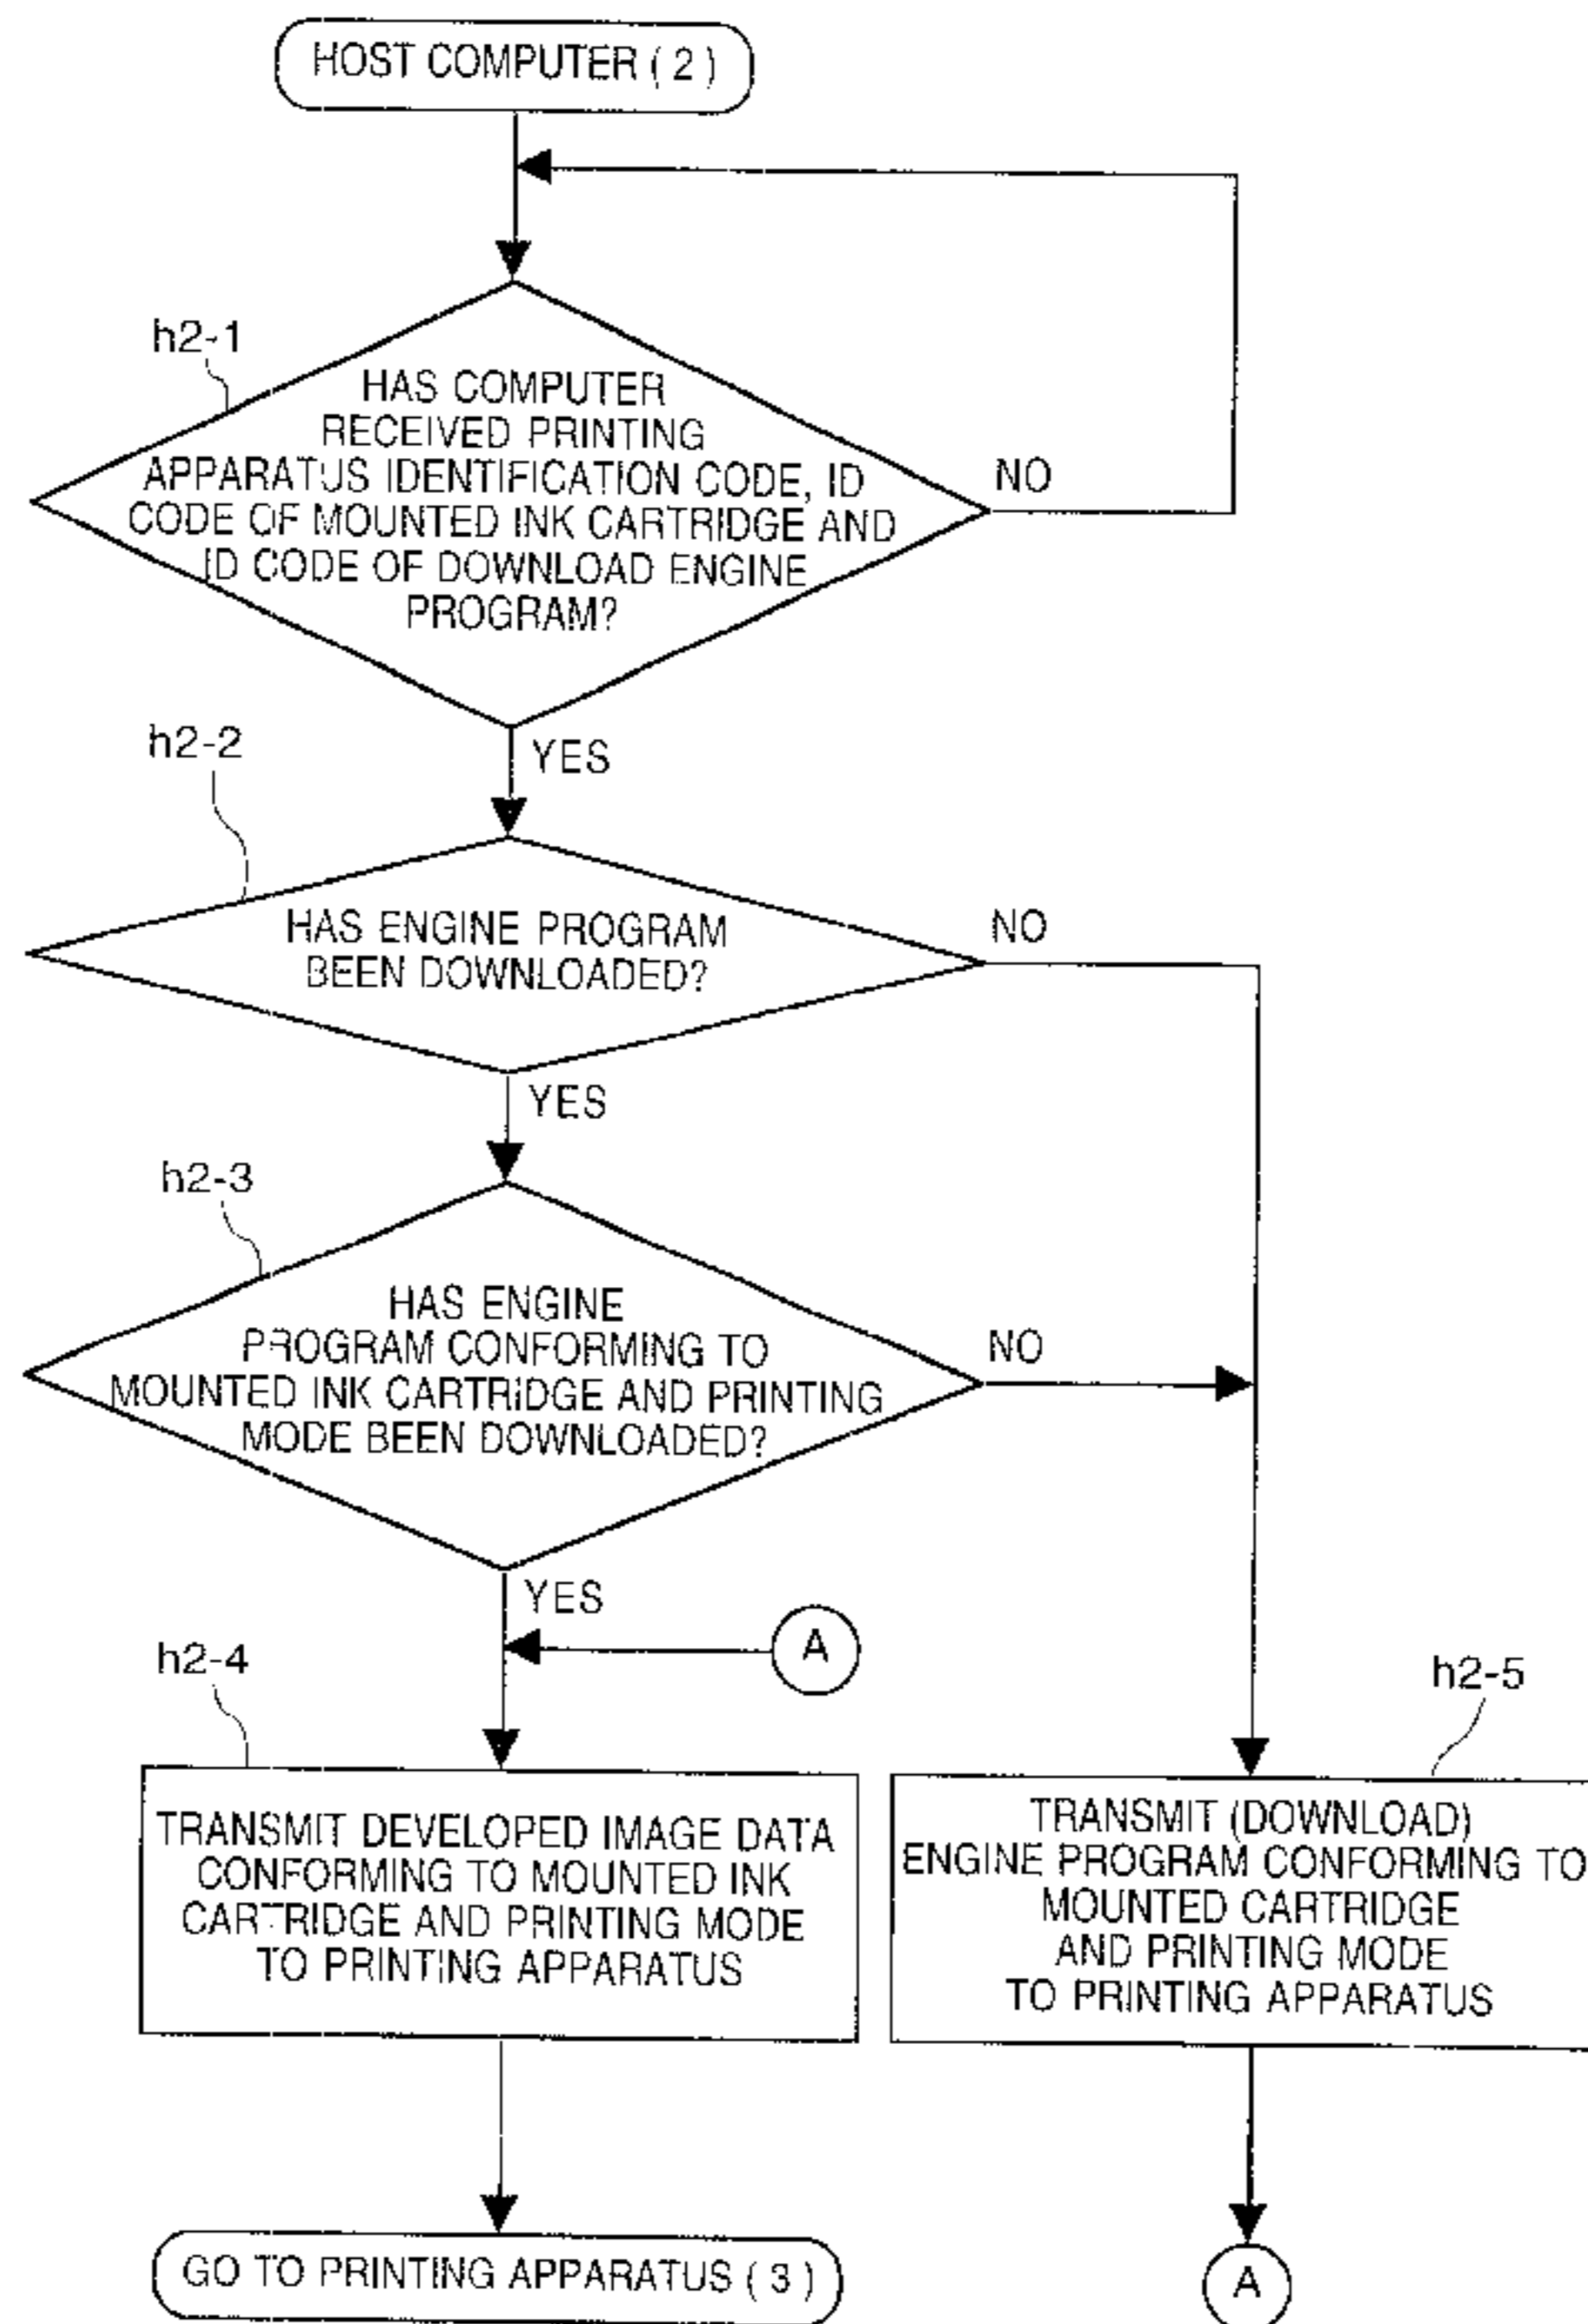 HOST COMPUTER ( 2 )
h2-1
HAS COMPUTER
RECEIVED PRINTING
APPARATUS IDENTIFICATION CODE, ID
CODE OF MOUNTED INK CARTRIDGE AND
ID CODE OF DOWNLOAD ENGINE
PROGRAM?
NO
YES
h2-2
HAS ENGINE PROGRAM
BEEN DOWNLOADED?
NO
YES
h2-3
HAS ENGINE
PROGRAM CONFORMING TO
MOUNTED INK CARTRIDGE AND PRINTING
MODE BEEN DOWNLOADED?
NO
YES
A
h2-4
TRANSMIT DEVELOPED IMAGE DATA
CONFORMING TO MOUNTED INK
CARTRIDGE AND PRINTING MODE
TO PRINTING APPARATUS
h2-5
TRANSMIT (DOWNLOAD)
ENGINE PROGRAM CONFORMING TO
MOUNTED CARTRIDGE
AND PRINTING MODE
TO PRINTING APPARATUS
GO TO PRINTING APPARATUS ( 3 )
A